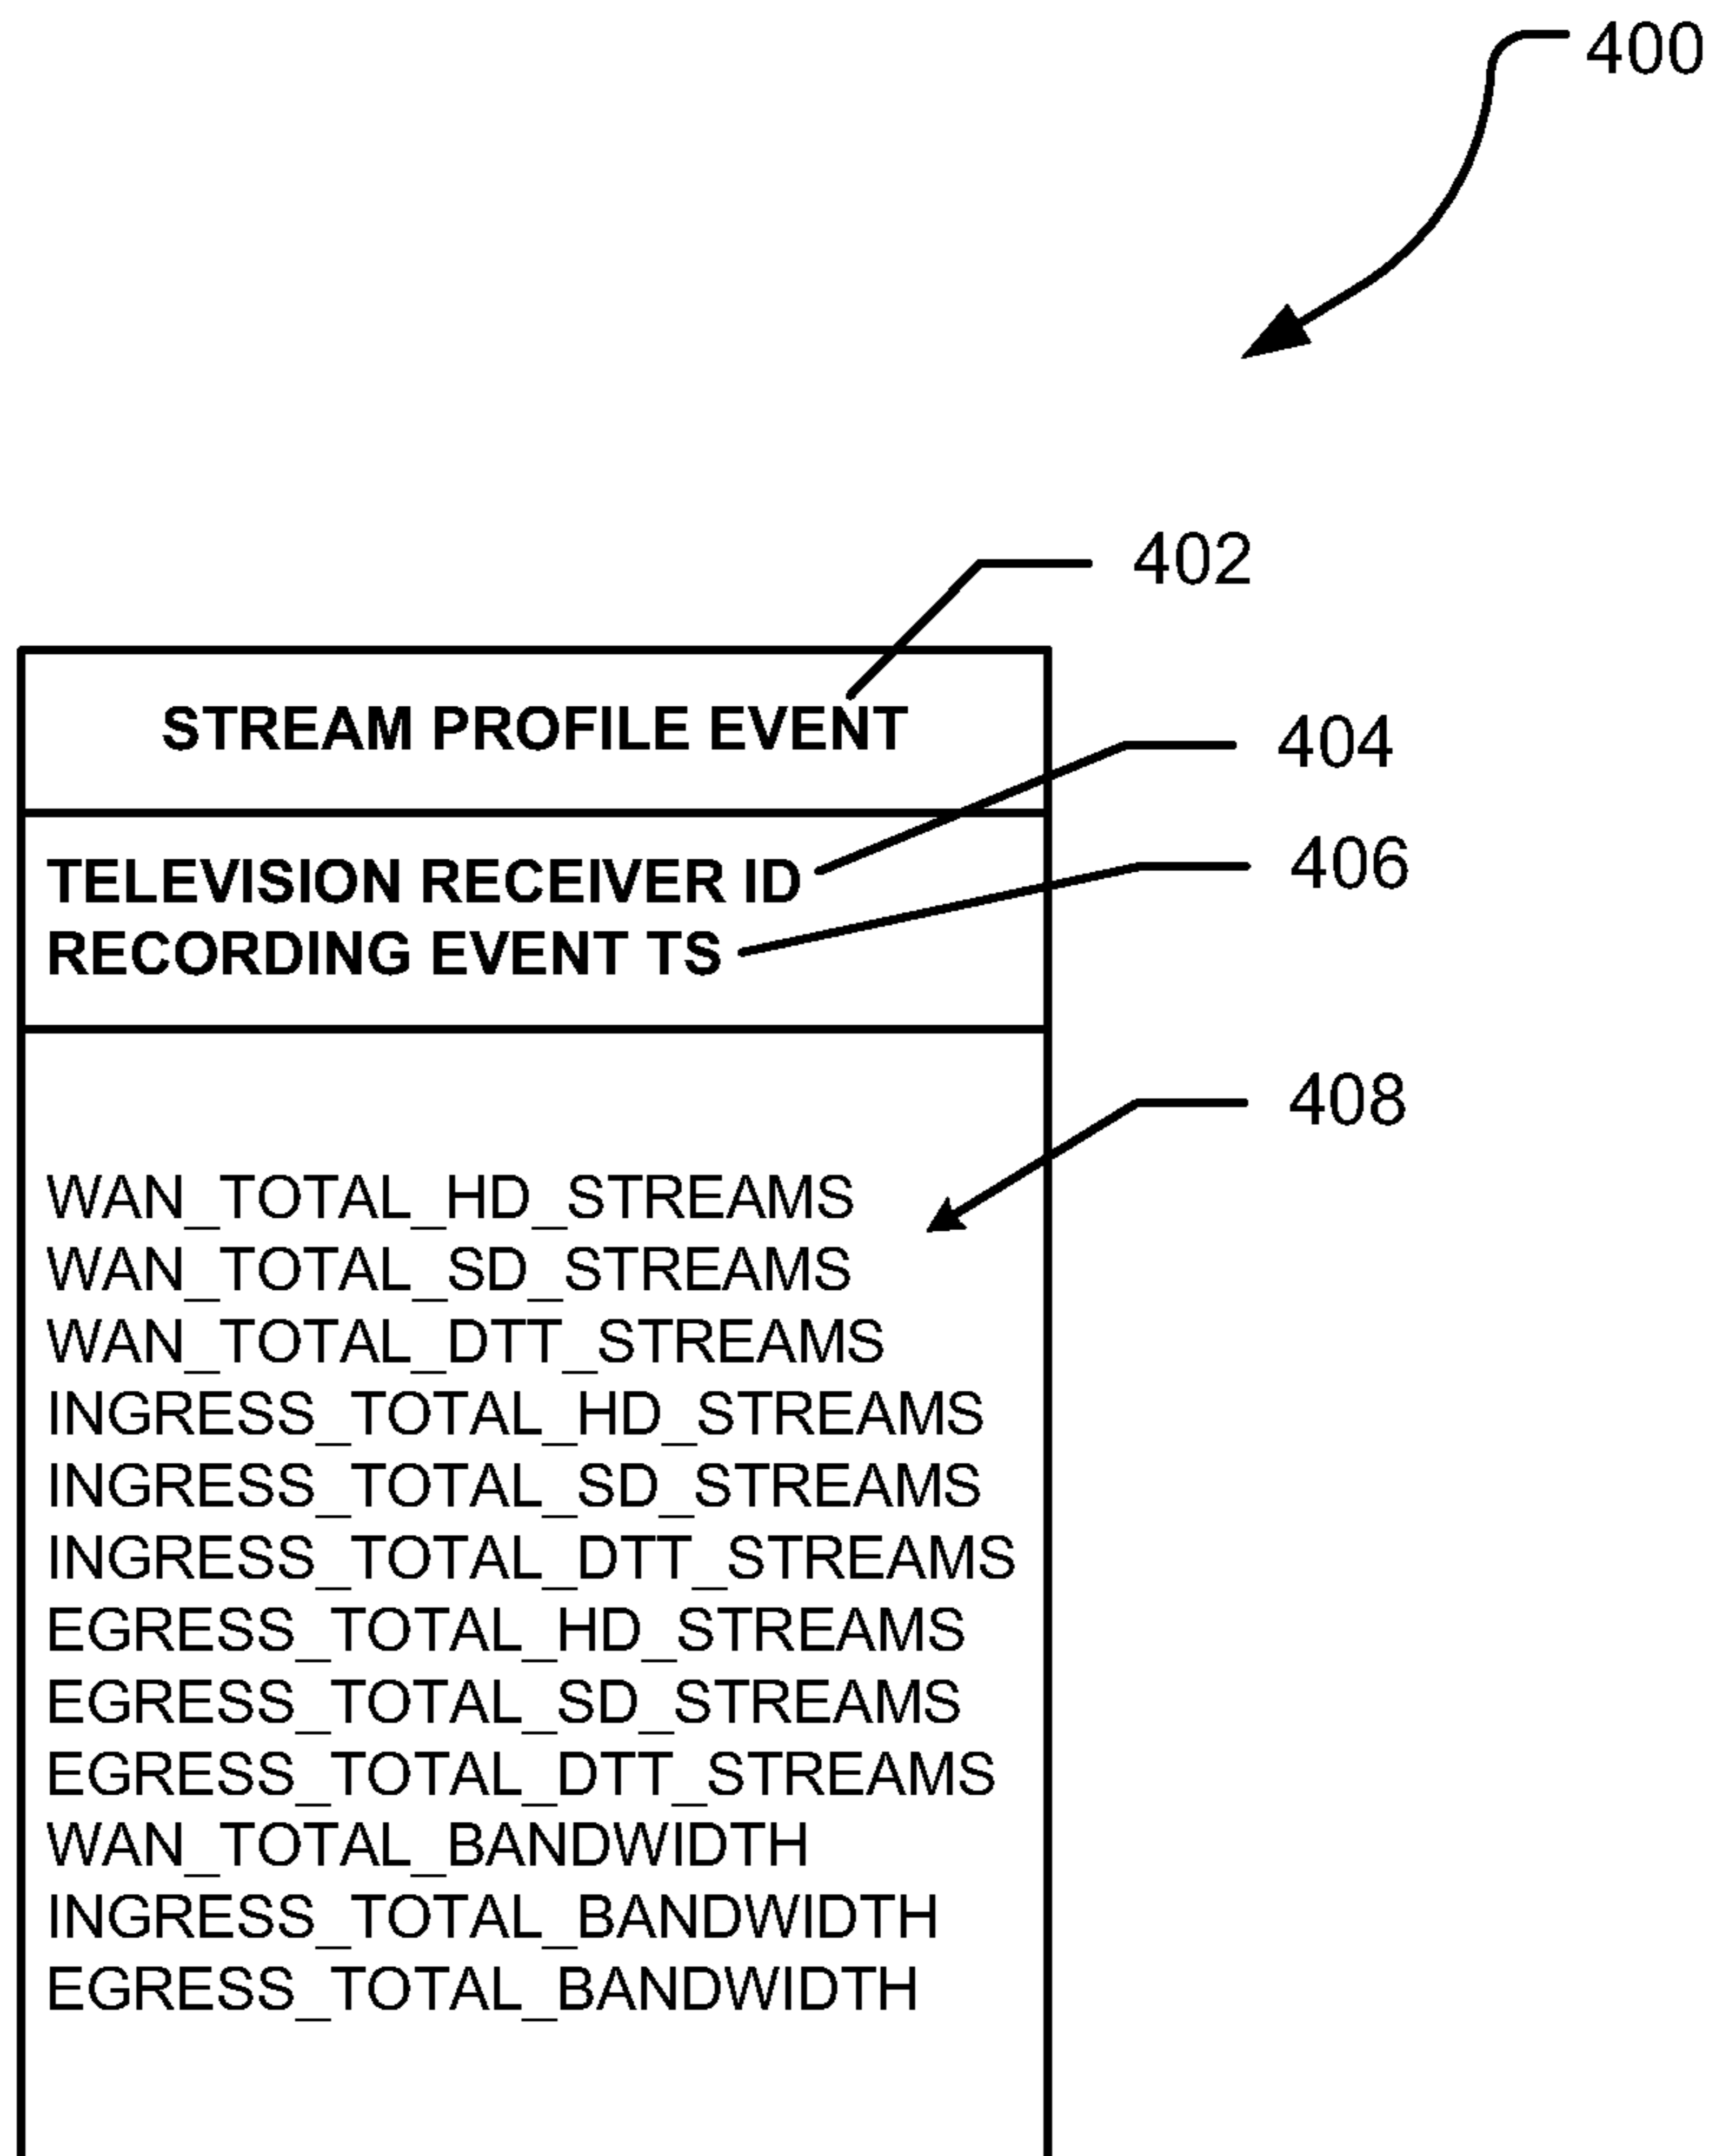 400
402
STREAM PROFILE EVENT
404
TELEVISION RECEIVER ID
406
RECORDING EVENT TS
408
WAN_TOTAL_HD_STREAMS
WAN_TOTAL_SD_STREAMS
WAN_TOTAL_DTT_STREAMS
INGRESS_TOTAL_HD_STREAMS
INGRESS_TOTAL_SD_STREAMS
INGRESS_TOTAL_DTT_STREAMS
EGRESS_TOTAL_HD_STREAMS
EGRESS_TOTAL_SD_STREAMS
EGRESS_TOTAL_DTT_STREAMS
WAN_TOTAL_BANDWIDTH
INGRESS_TOTAL_BANDWIDTH
EGRESS_TOTAL_BANDWIDTH